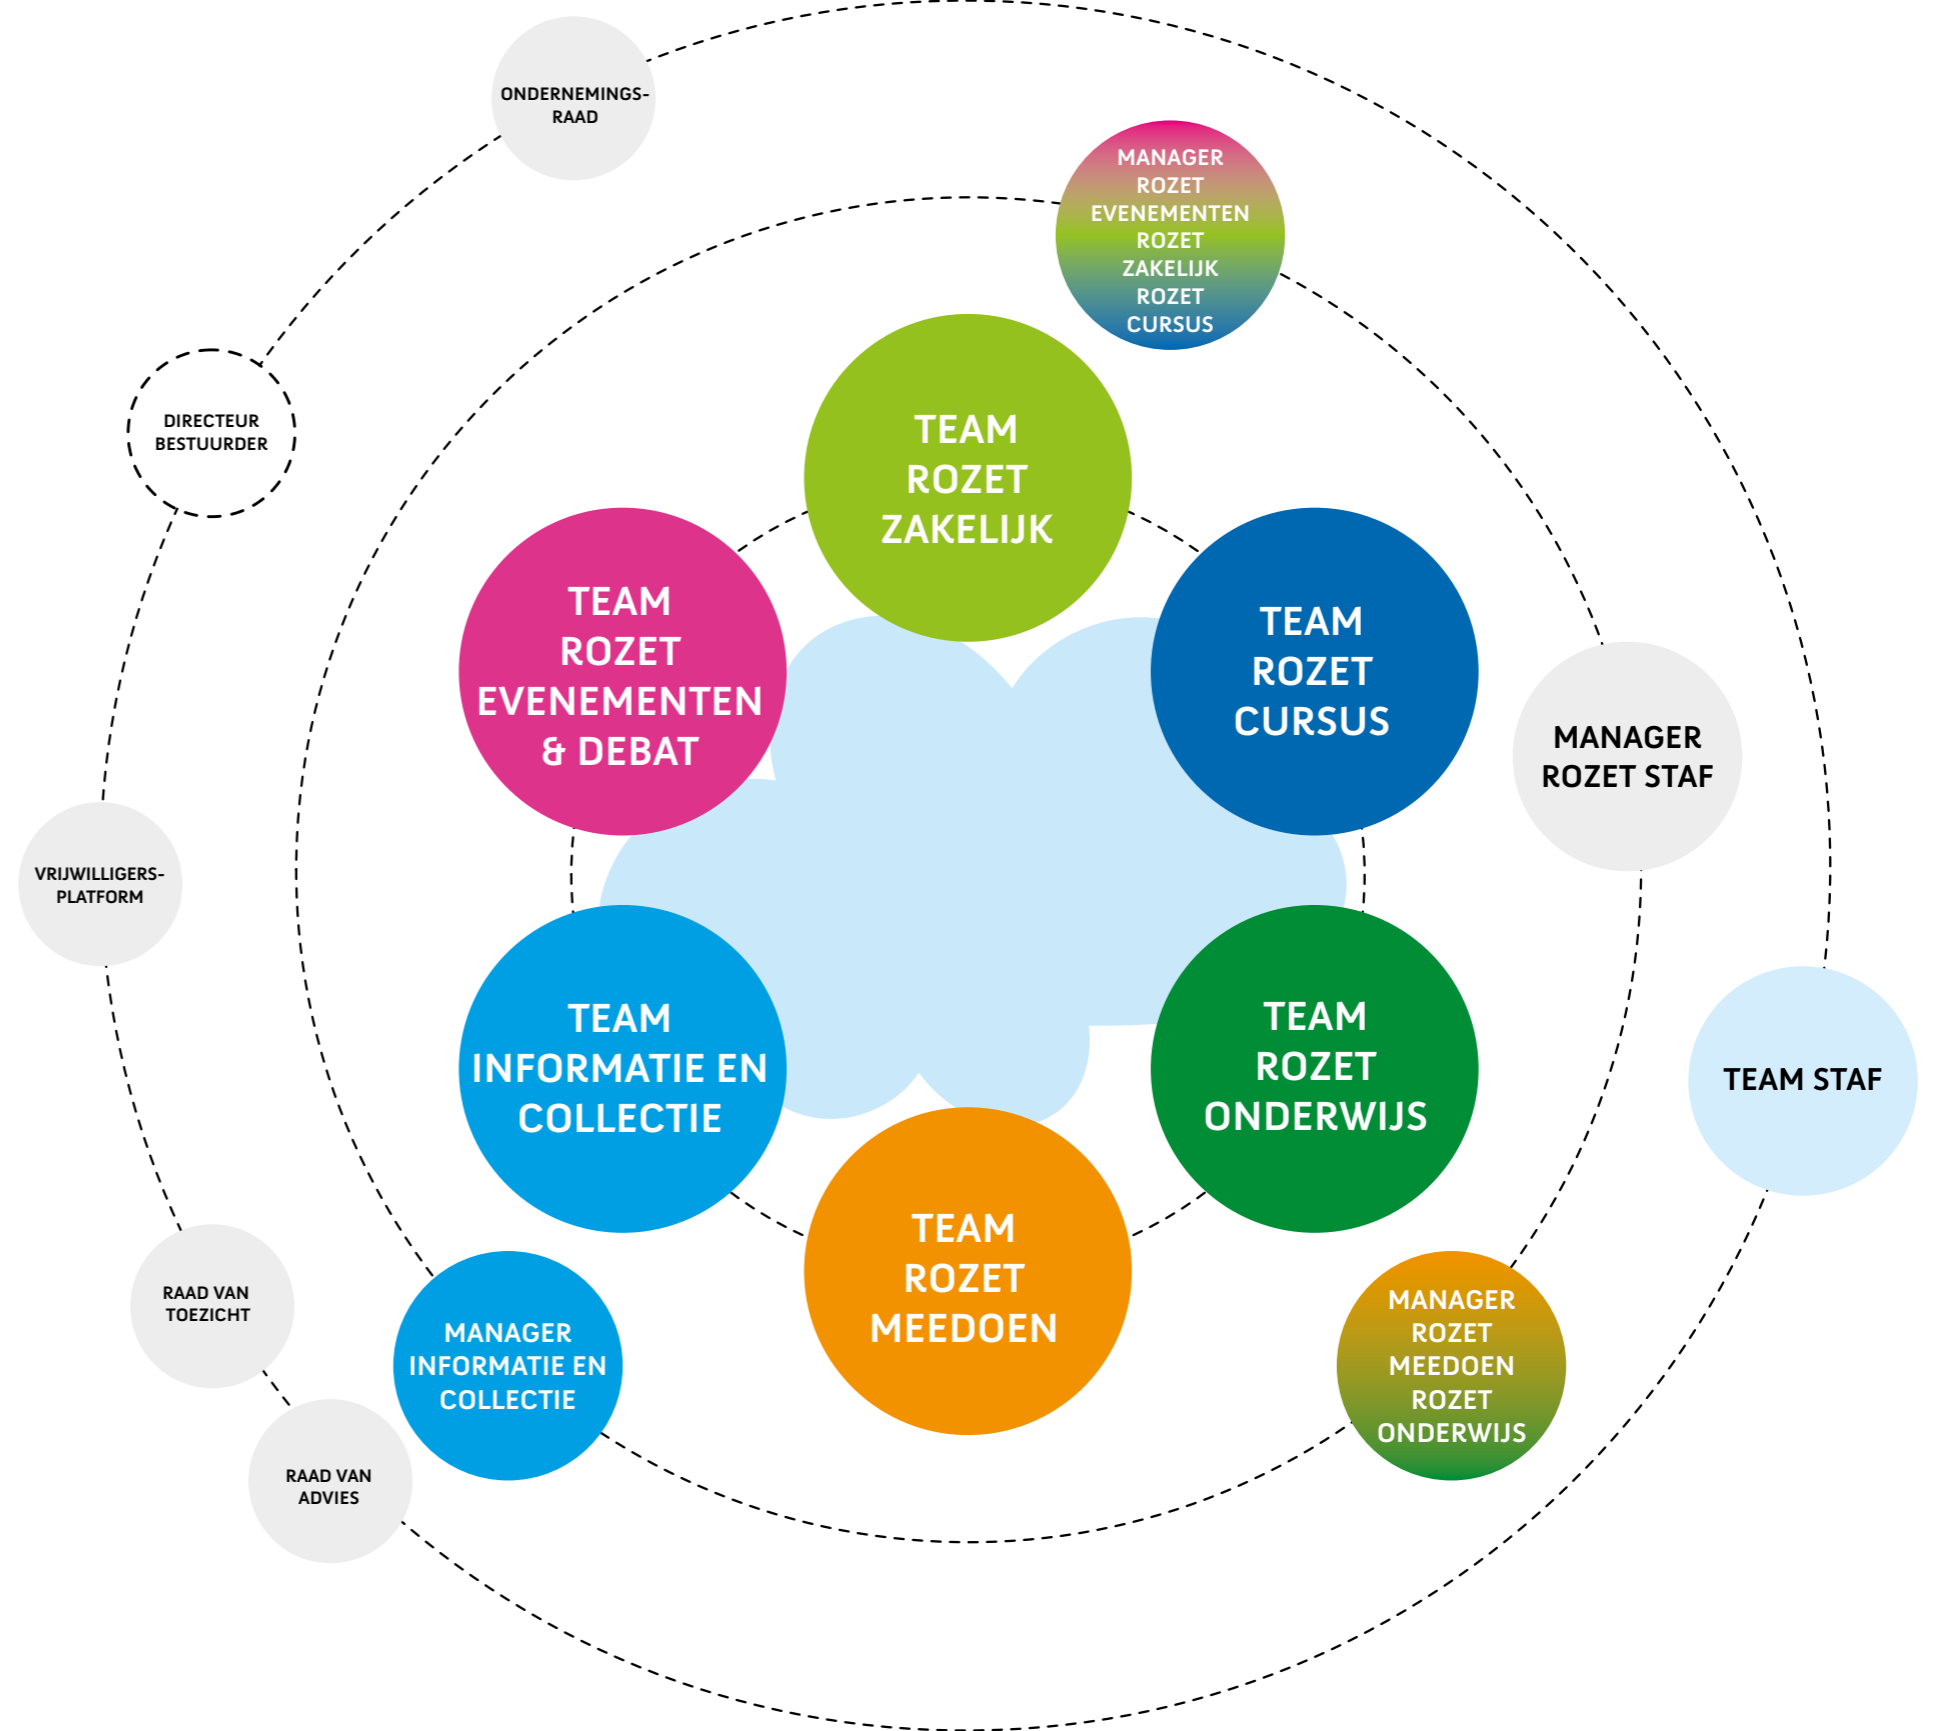 ONDERNEMINGS-
RAAD
MANAGER
ROZET
EVENEMENTEN
ROZET
ZAKELIJK
ROZET
CURSUS
DIRECTEUR
BESTUURDER
TEAM
ROZET
ZAKELIJK
TEAM
ROZET
EVENEMENTEN
& DEBAT
TEAM
ROZET
CURSUS
MANAGER
ROZET STAF
VRIJWILLIGERS-
PLATFORM
TEAM
INFORMATIE EN
COLLECTIE
TEAM
ROZET
ONDERWIJS
TEAM STAF
TEAM
ROZET
MEEDOEN
RAAD VAN
TOEZICHT
MANAGER
INFORMATIE EN
COLLECTIE
MANAGER
ROZET
MEEDOEN
ROZET
ONDERWIJS
RAAD VAN
ADVIES